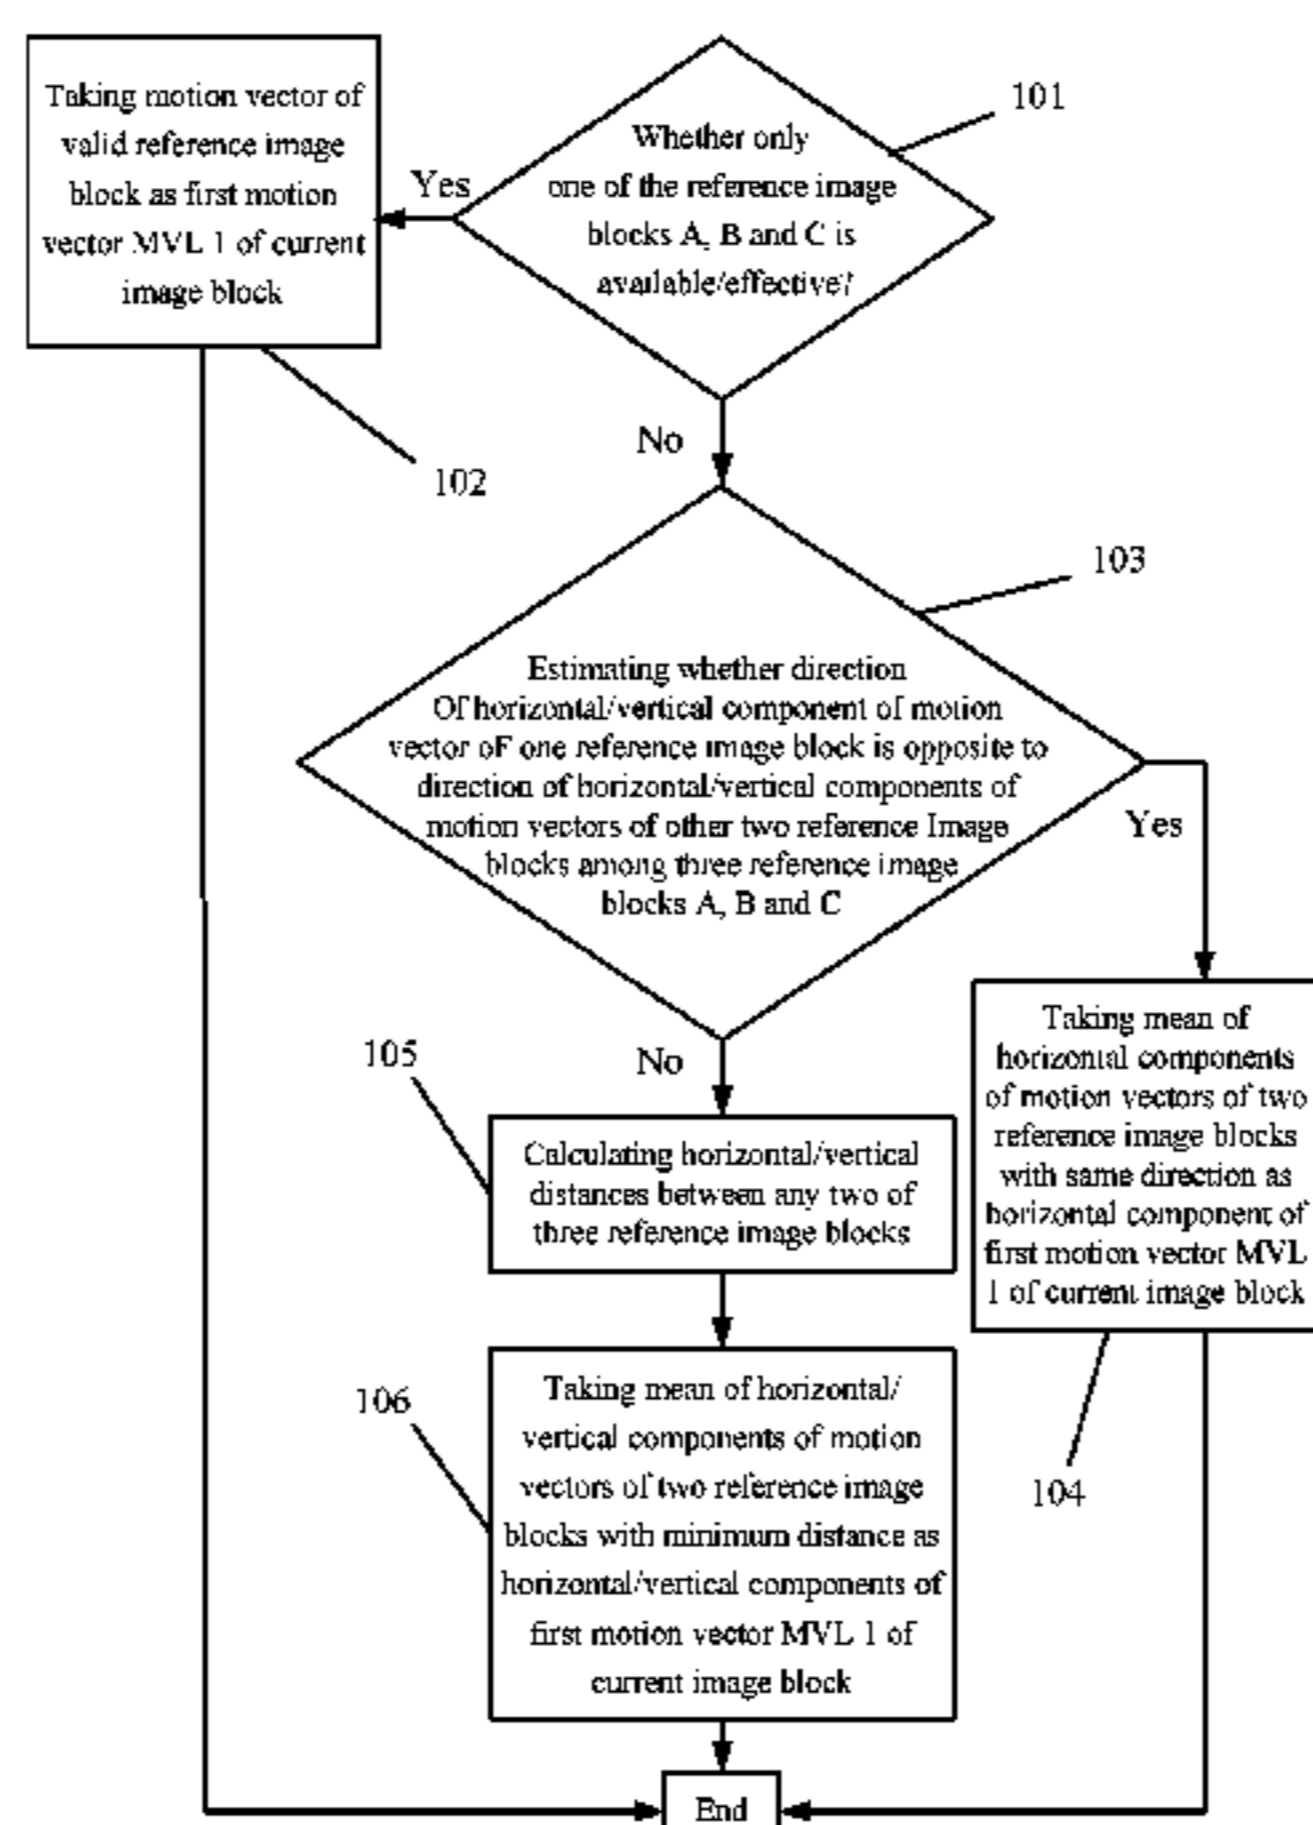 Taking motion vector of
valid reference image
block as first motion
vector MVL 1 of current
image block
Yes
Whether only
one of the reference image
blocks A, B and C is
available/effective?
101
No
102
103
Estimating whether direction
Of horizontal/vertical component of motion
vector oF one reference image block is opposite to
direction of horizontal/vertical components of
motion vectors of other two reference Image
blocks among three reference image
blocks A, B and C
Yes
No
105
Calculating horizontal/vertical
distances between any two of
three reference image blocks
Taking mean of
horizontal components
of motion vectors of two
reference image blocks
with same direction as
horizontal component of
first motion vector MVL
1 of current image block
104
106
Taking mean of horizontal/
vertical components of motion
vectors of two reference image
blocks with minimum distance as
horizontal/vertical components of
first motion vector MVL 1 of
current image block
End